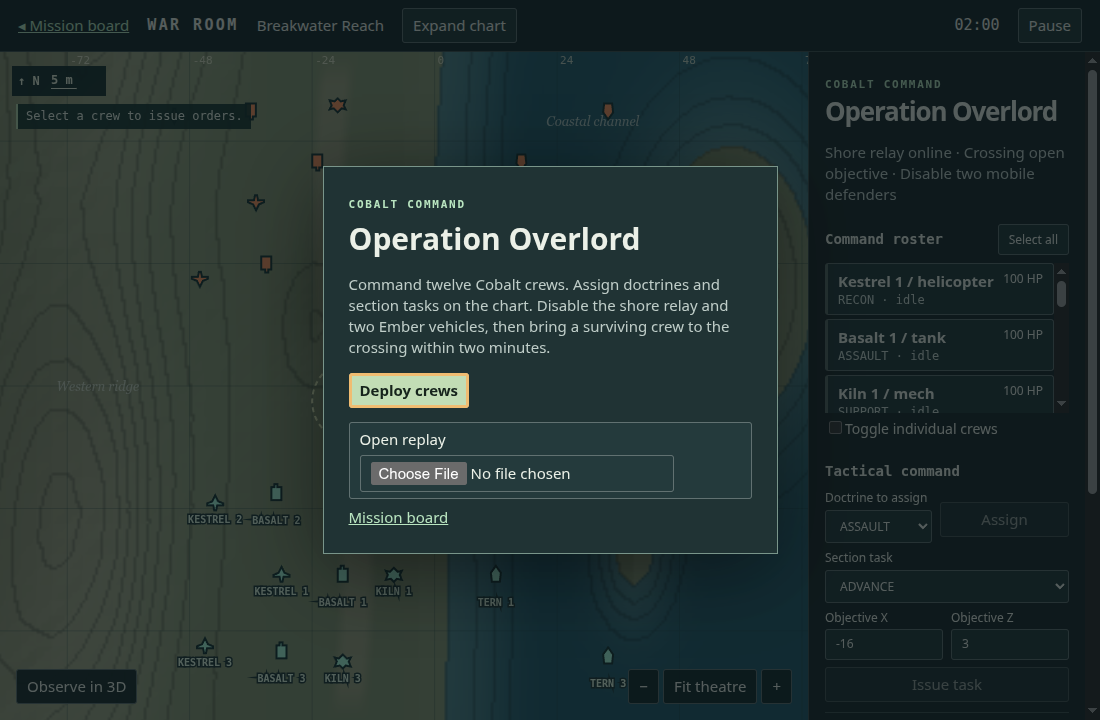 ◂ Mission board
WAR ROOM
Breakwater Reach
Expand chart
02:00
Pause
-72
-48
-24
0
24
48
↑ N 5 m
Select a crew to issue orders.
Coastal channel
Western ridge
COBALT COMMAND
Operation Overlord
Command twelve Cobalt crews. Assign doctrines and
section tasks on the chart. Disable the shore relay and
two Ember vehicles, then bring a surviving crew to the
crossing within two minutes.
Deploy crews
Open replay
Choose File No file chosen
Mission board
KESTREL 2
BASALT 2
KESTREL 1
BASALT 1
KILN 1
TERN 1
KESTREL 3
BASALT 3
KILN 3
TERN 3
Observe in 3D
−
Fit theatre
+
COBALT COMMAND
Operation Overlord
Shore relay online · Crossing open
objective · Disable two mobile
defenders
Command roster
Select all
Kestrel 1 / helicopter 100 HP
RECON · idle
Basalt 1 / tank 100 HP
ASSAULT · idle
Kiln 1 / mech 100 HP
SUPPORT · idle
Toggle individual crews
Tactical command
Doctrine to assign
ASSAULT
Assign
Section task
ADVANCE
Objective X
Objective Z
-16
3
Issue task